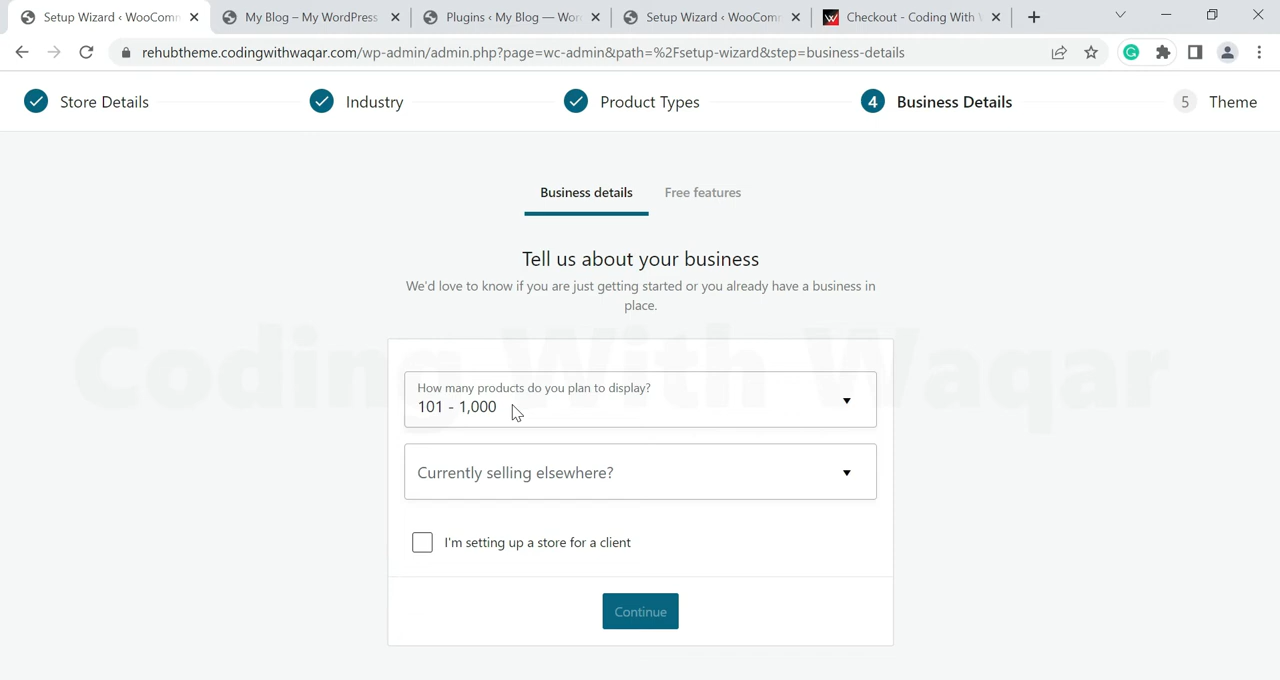 Setup Wizard ‹ WooComm
My Blog – My WordPress
Plugins ‹ My Blog — Wor
Setup Wizard ‹ WooComm
Checkout - Coding With
rehubtheme.codingwithwaqar.com/wp-admin/admin.php?page=wc-admin&path=%2Fsetup-wizard&step=business-details
Store Details
Industry
Product Types
4 Business Details
5 Theme
Business details
Free features
Tell us about your business
We'd love to know if you are just getting started or you already have a business in
place.
Coding With Waqar
How many products do you plan to display?
101 - 1,000
Currently selling elsewhere?
I'm setting up a store for a client
Continue